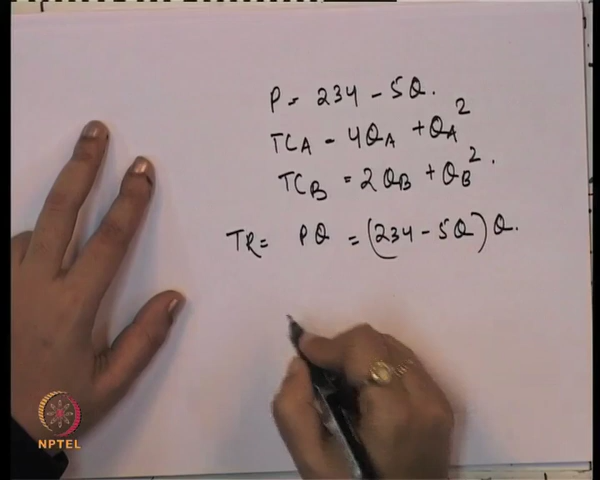 P = 234 - 5Q.
TCA - 4QA + QA²
TCB = 2QB + QB².
TR = PQ = (234 - 5Q) Q.
NPTEL